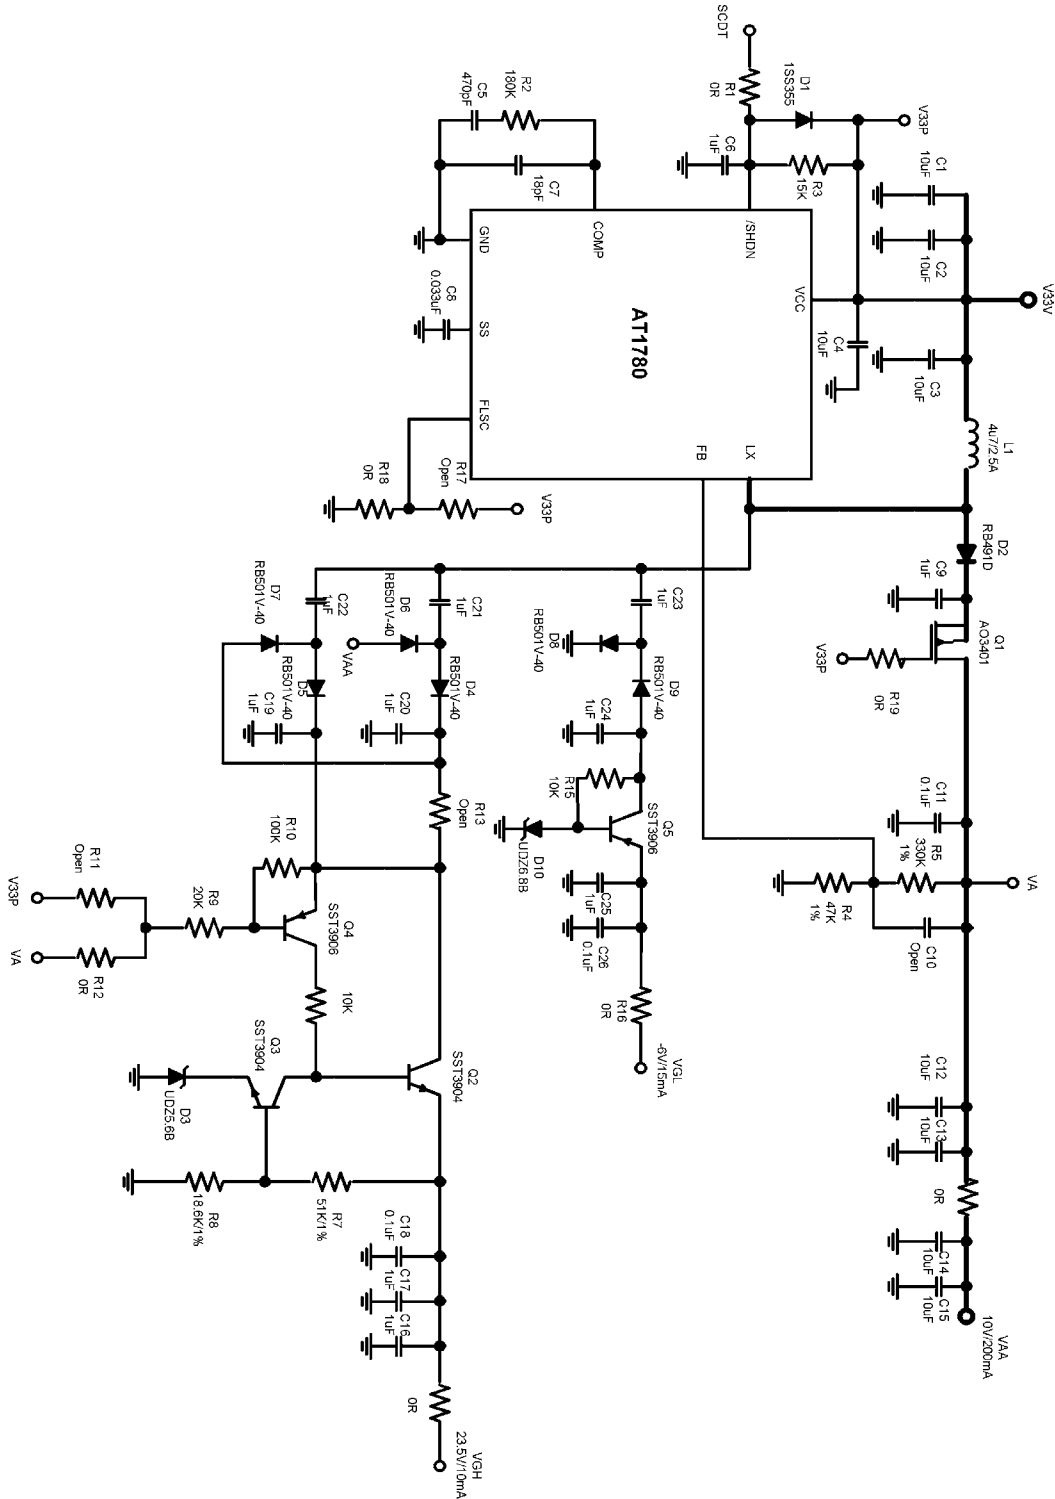 SCDT
R1
0R
D1
1SS355
V33P
C6
1uF
R3
15K
R2
180K
C5
470pF
C7
18pF
C1
10uF
C2
10uF
V33V
C3
10uF
C4
10uF
L1
4u7/2.5A
AT1780
GND
COMP
/SHDN
VCC
SS
FLSC
FB
LX
C8
0.033uF
R18
0R
R17
Open
V33P
D2
RB491D
C9
1uF
Q1
AO3401
V33P
R19
0R
C11
0.1uF
R5
330K
1%
VA
R4
47K
1%
C10
Open
C12
10uF
C13
10uF
0R
C14
10uF
C15
10uF
VAA
10V/200mA
C23
1uF
D8
RB501V-40
D9
RB501V-40
C24
1uF
R15
10K
Q5
SST3906
D10
UDZ6.8B
C25
1uF
C26
0.1uF
R16
0R
VGL
-6V/15mA
D7
RB501V-40
C22
1uF
D6
RB501V-40
C21
1uF
VAA
D5
RB501V-40
D4
RB501V-40
C19
1uF
C20
1uF
R13
Open
R10
100K
R11
Open
V33P
R9
20K
Q4
SST3906
VA
R12
0R
10K
Q3
SST3904
Q2
SST3904
D3
UDZ5.6B
R8
18.6K/1%
R7
51K/1%
C18
0.1uF
C17
1uF
C16
1uF
0R
VGH
23.5V/10mA